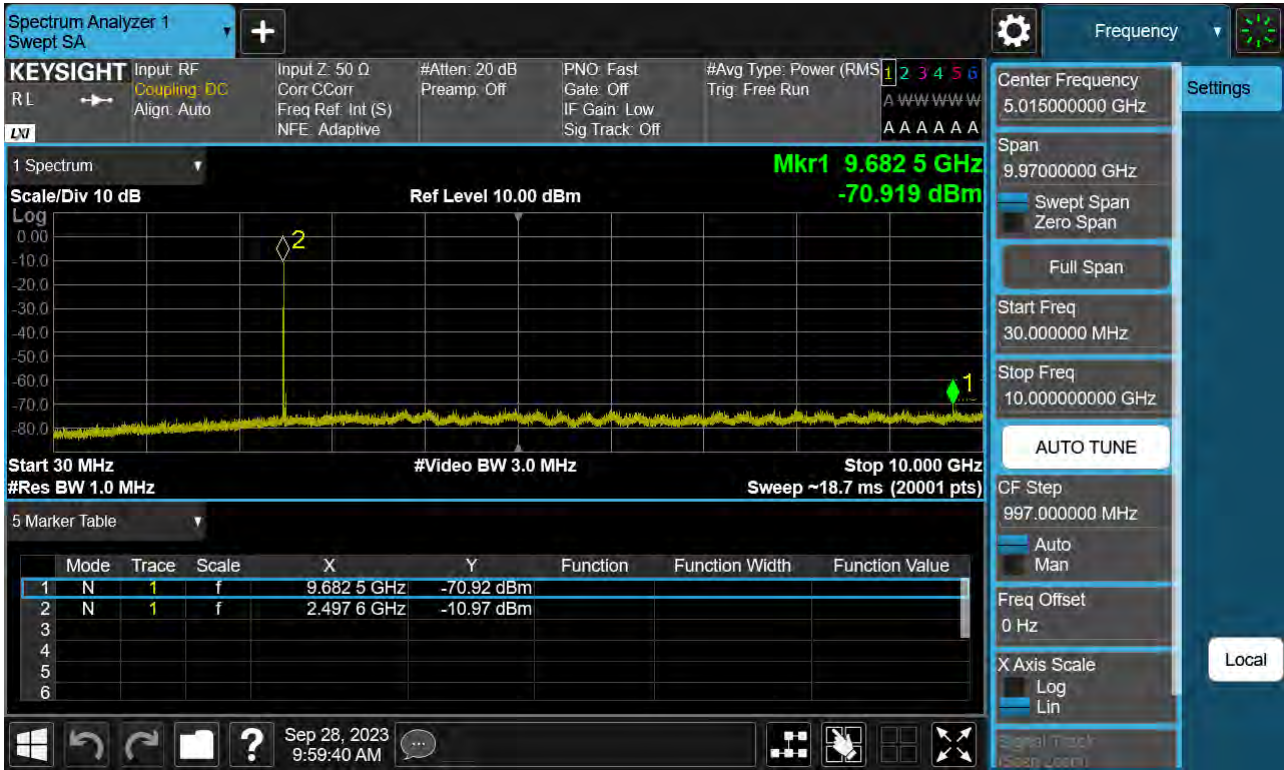 Spectrum Analyzer 1
Swept SA
Frequency
KEYSIGHT
RL
LXI
Input: RF
Coupling: DC
Align: Auto
Input Z: 50 Ω
Corr CCorr
Freq Ref: Int (S)
NFE: Adaptive
#Atten: 20 dB
Preamp: Off
PNO: Fast
Gate: Off
IF Gain: Low
Sig Track: Off
#Avg Type: Power (RMS
Trig: Free Run
1 2 3 4 5 6
A W W W W W
A A A A A A
1 Spectrum
Scale/Div 10 dB
Ref Level 10.00 dBm
Mkr1 9.682 5 GHz
-70.919 dBm
Log
0.00
-10.0
-20.0
-30.0
-40.0
-50.0
-60.0
-70.0
-80.0
2
1
Start 30 MHz
#Video BW 3.0 MHz
Stop 10.000 GHz
#Res BW 1.0 MHz
Sweep ~18.7 ms (20001 pts)
5 Marker Table
Mode Trace Scale X Y Function Function Width Function Value
1 N 1 f 9.682 5 GHz -70.92 dBm
2 N 1 f 2.497 6 GHz -10.97 dBm
3
4
5
6
Sep 28, 2023
9:59:40 AM
Center Frequency
5.015000000 GHz
Span
9.97000000 GHz
Swept Span
Zero Span
Full Span
Start Freq
30.000000 MHz
Stop Freq
10.000000000 GHz
AUTO TUNE
CF Step
997.000000 MHz
Auto
Man
Freq Offset
0 Hz
X Axis Scale
Log
Lin
Signal Track
(Span Zoom)
Settings
Local